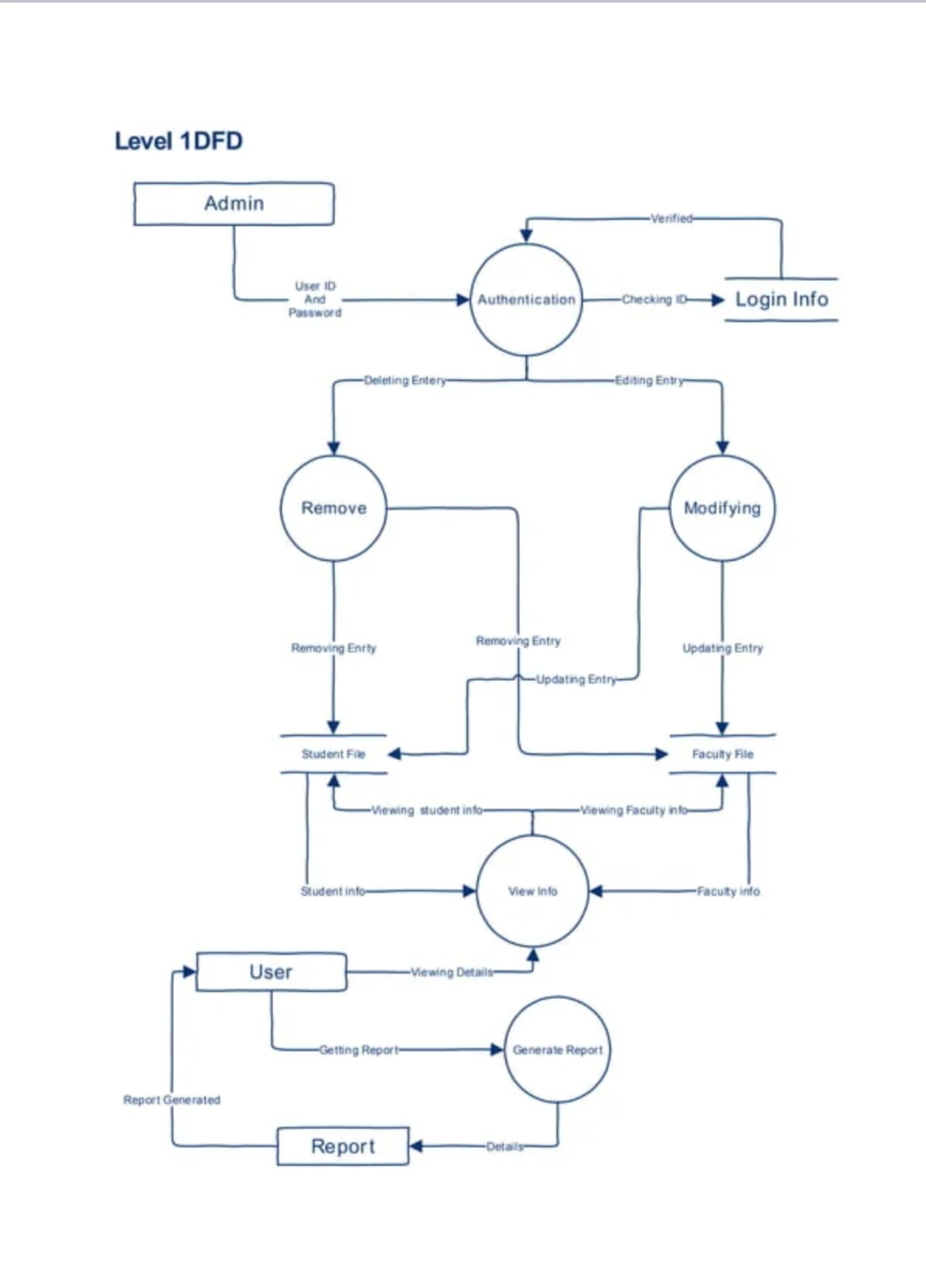 Level 1DFD
Admin
Verified
User ID
And
Password
Authentication
Checking ID
Login Info
Deleting Entery
Editing Entry
Remove
Modifying
Removing Enrty
Removing Entry
Updating Entry
Updating Entry
Student File
Faculty File
Viewing student info
Viewing Faculty info
Student info
View Info
Faculty info
User
Viewing Details
Getting Report
Generate Report
Report Generated
Report
Details